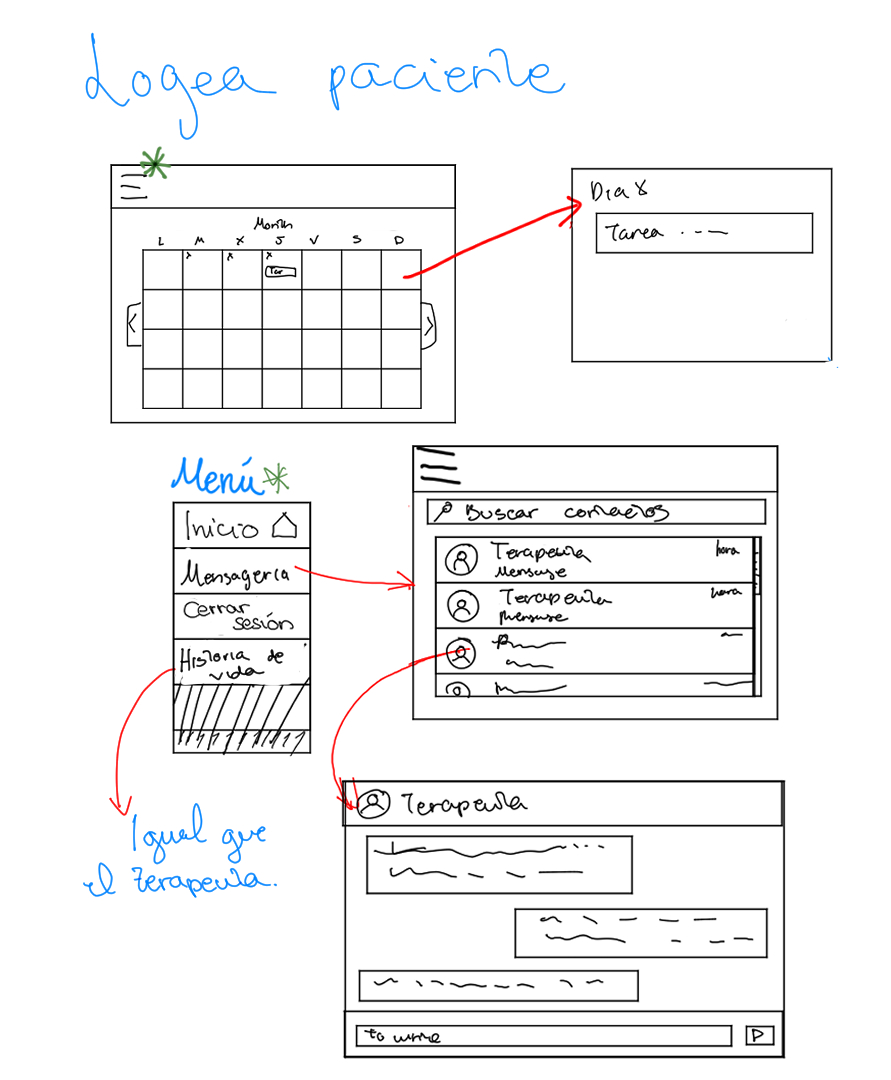 Logea paciente
Month
L M X J V S D
x x x
Tar
Día X
Tarea
Menú
Inicio
Mensagería
Cerrar
sesión
Historia de
vida
Igual que
el terapeuta.
Buscar contactos
Terapeuta hora
Mensaje
Terapeuta hora
Mensaje
Terapeuta
to write